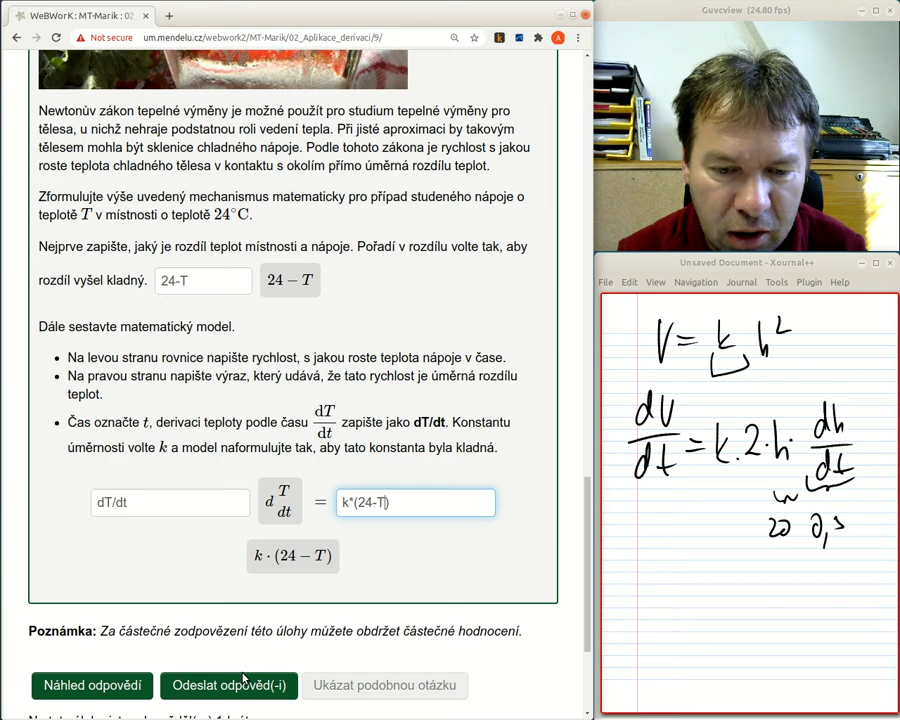 WeBWorK : MT-Marik : 02_
Guvcview (24.80 fps)
Not secure
um.mendelu.cz/webwork2/MT-Marik/02_Aplikace_derivaci/9/
Newtonův zákon tepelné výměny je možné použít pro studium tepelné výměny pro
tělesa, u nichž nehraje podstatnou roli vedení tepla. Při jisté aproximaci by takovým
tělesem mohla být sklenice chladného nápoje. Podle tohoto zákona je rychlost s jakou
roste teplota chladného tělesa v kontaktu s okolím přímo úměrná rozdílu teplot.
Zformulujte výše uvedený mechanismus matematicky pro případ studeného nápoje o
teplotě T v místnosti o teplotě 24°C.
Nejprve zapište, jaký je rozdíl teplot místnosti a nápoje. Pořadí v rozdílu volte tak, aby
rozdíl vyšel kladný. 24-T 24 − T
Dále sestavte matematický model.
• Na levou stranu rovnice napište rychlost, s jakou roste teplota nápoje v čase.
• Na pravou stranu napište výraz, který udává, že tato rychlost je úměrná rozdílu
teplot.
• Čas označte t, derivaci teploty podle času dT/dt zapište jako dT/dt. Konstantu
úměrnosti volte k a model naformulujte tak, aby tato konstanta byla kladná.
dT/dt d T/dt = k*(24-T)
k · (24 − T)
Poznámka: Za částečné zodpovězení této úlohy můžete obdržet částečné hodnocení.
Náhled odpovědí Odeslat odpověd(-i) Ukázat podobnou otázku
Unsaved Document - Xournal++
File Edit View Navigation Journal Tools Plugin Help
V = k h²
dV/dt = k.2·h· dh/dt
20 0,3